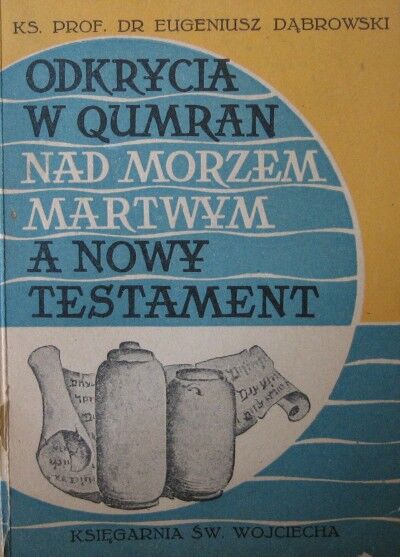 KS. PROF. DR EUGENIUSZ DĄBROWSKI
ODKRYCIA
W QUMRAN
NAD MORZEM
MARTWYM
A NOWY
TESTAMENT
KSIĘGARNIA ŚW. WOJCIECHA